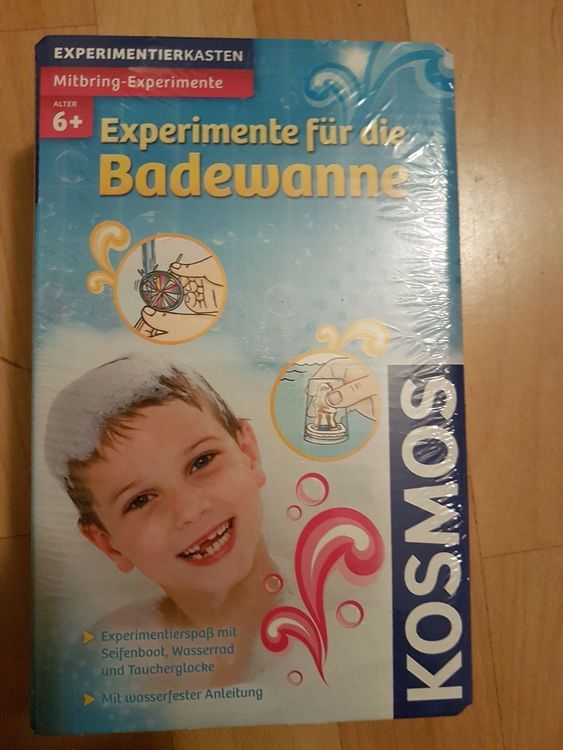 EXPERIMENTIERKASTEN
Mitbring-Experimente
ALTER
6+
Experimente für die
Badewanne
KOSMOS
Experimentierspaß mit
Seifenboot, Wasserrad
und Taucherglocke
Mit wasserfester Anleitung